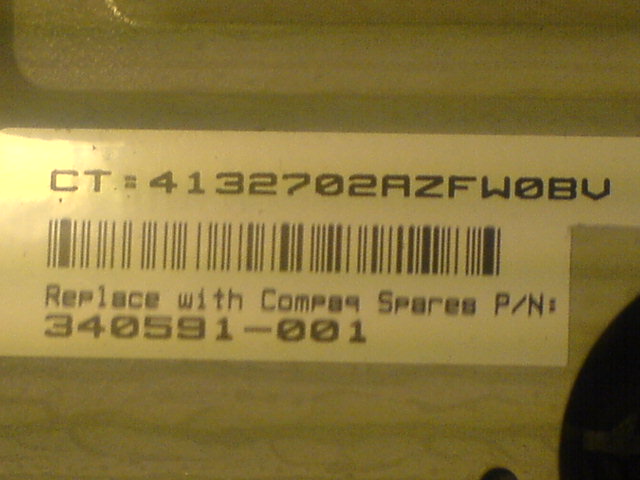 CT:4132702AZFW0BV
Replace with Compaq Spares P/N:
340591-001